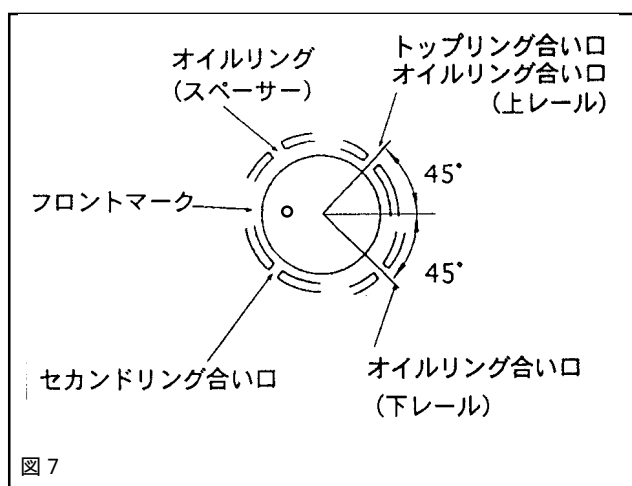 オイルリング
(スペーサー)
トップリング合い口
オイルリング合い口
(上レール)
45°
フロントマーク
45°
セカンドリング合い口
オイルリング合い口
(下レール)
図7